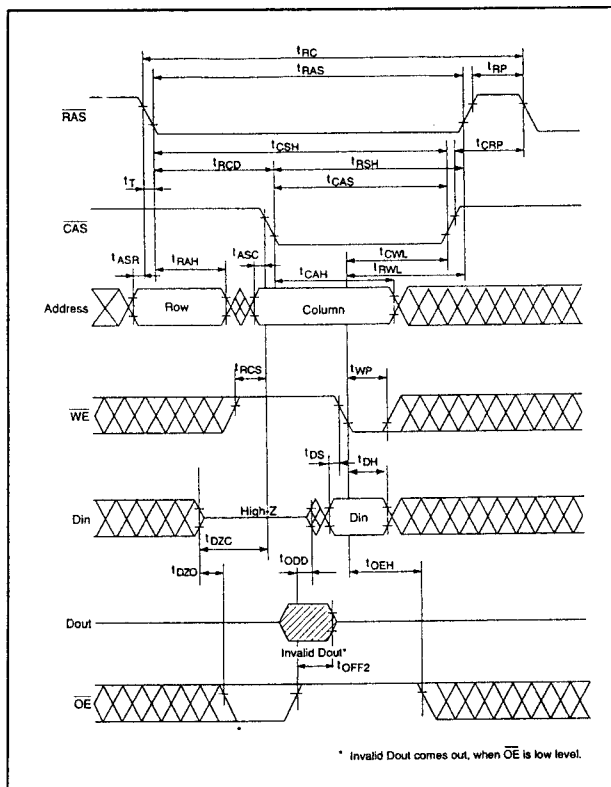 tRC
tRAS
tRP
RAS
tCSH
tCRP
tRCD
tRSH
tT
tCAS
CAS
tCWL
tASR
tRAH
tASC
tRWL
tCAH
Address
Row
Column
tRCS
tWP
WE
tDS
tDH
High-Z
Din
Din
tDZC
tODD
tDZO
tOEH
Dout
Invalid Dout*
tOFF2
OE
* Invalid Dout comes out, when OE is low level.